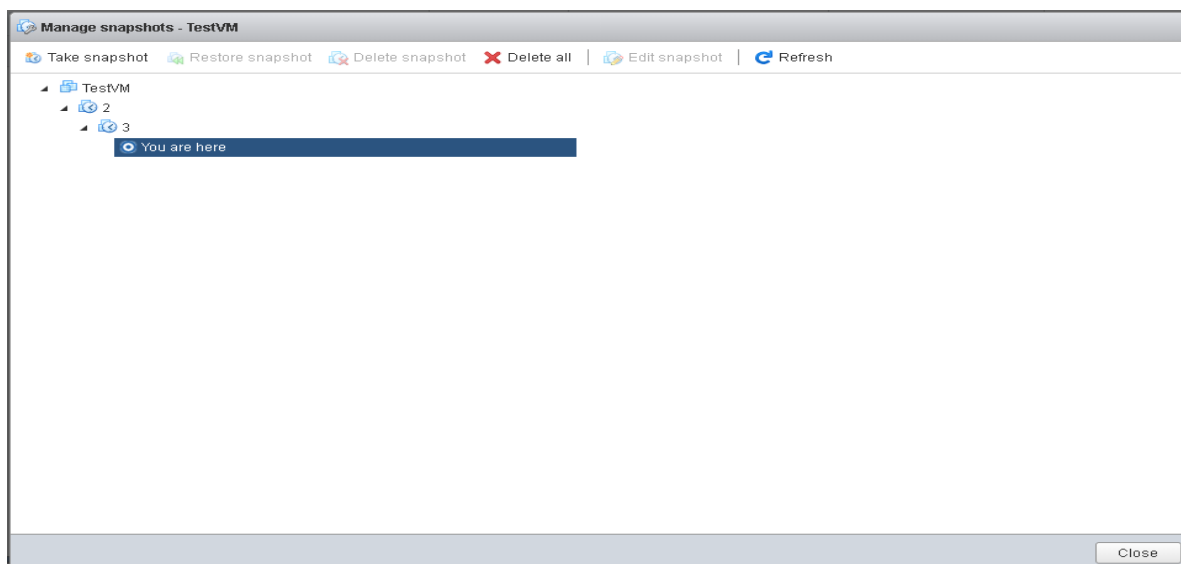 Manage snapshots - TestVM
Take snapshot Restore snapshot Delete snapshot Delete all Edit snapshot Refresh
TestVM
2
3
You are here
Close